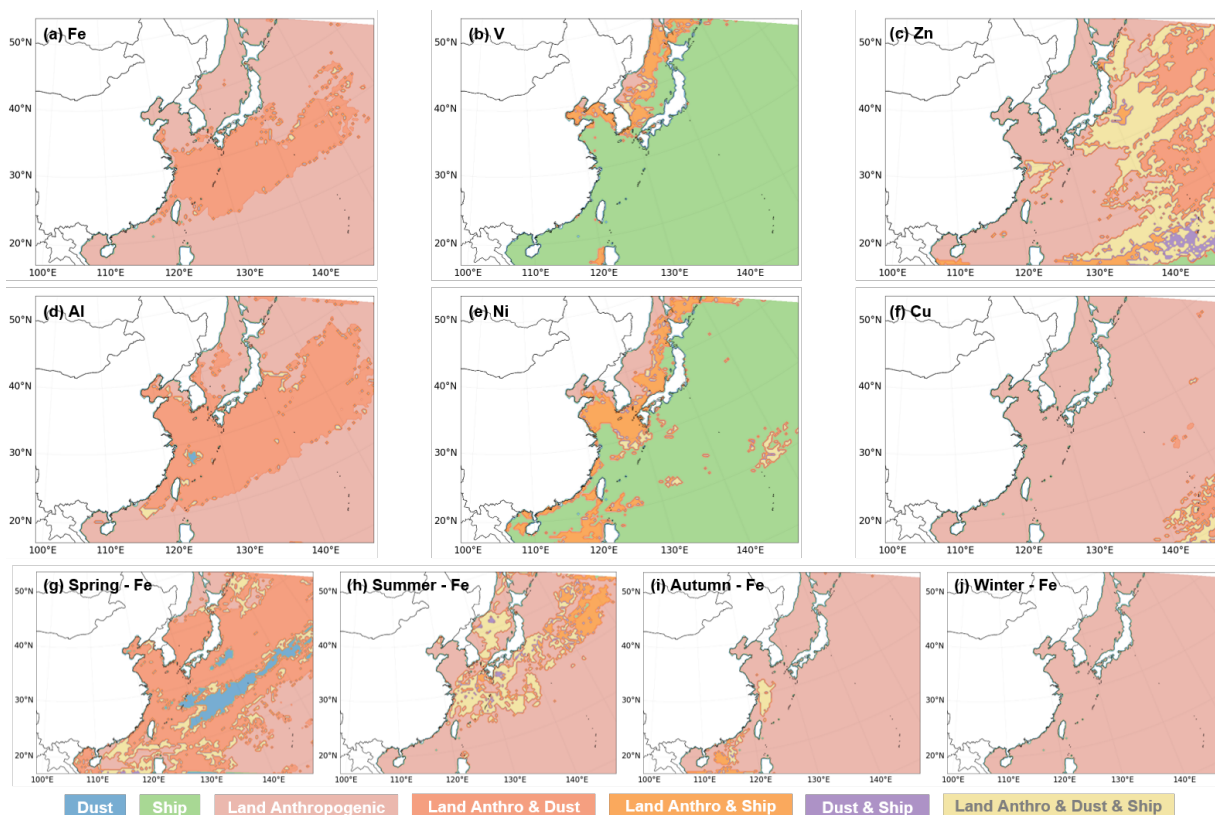 (a) Fe
50°N
40°N
30°N
20°N
100°E 110°E 120°E 130°E 140°E
(b) V
50°N
40°N
30°N
20°N
100°E 110°E 120°E 130°E 140°E
(c) Zn
50°N
40°N
30°N
20°N
100°E 110°E 120°E 130°E 140°E
(d) Al
50°N
40°N
30°N
20°N
100°E 110°E 120°E 130°E 140°E
(e) Ni
50°N
40°N
30°N
20°N
100°E 110°E 120°E 130°E 140°E
(f) Cu
50°N
40°N
30°N
20°N
100°E 110°E 120°E 130°E 140°E
(g) Spring - Fe
50°N
40°N
30°N
20°N
100°E 110°E 120°E 130°E 140°E
(h) Summer - Fe
50°N
40°N
30°N
20°N
100°E 110°E 120°E 130°E 140°E
(i) Autumn - Fe
50°N
40°N
30°N
20°N
100°E 110°E 120°E 130°E 140°E
(j) Winter - Fe
50°N
40°N
30°N
20°N
100°E 110°E 120°E 130°E 140°E
Dust Ship Land Anthropogenic Land Anthro & Dust Land Anthro & Ship Dust & Ship Land Anthro & Dust & Ship